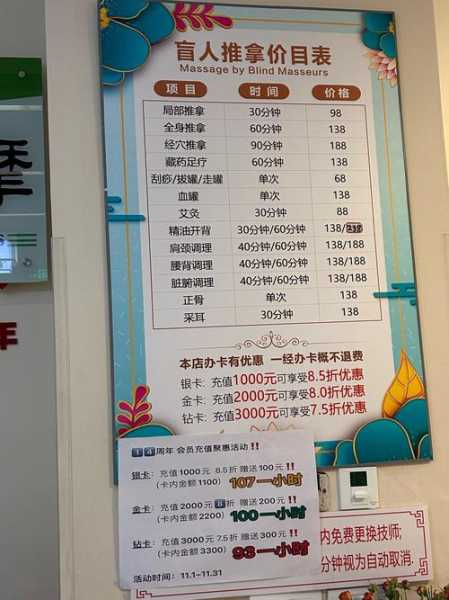 盲人推拿价目表
Massage by Blind Masseurs
项目 时间 价格
局部推拿 30分钟 98
全身推拿 60分钟 138
经穴推拿 90分钟 188
藏药足疗 60分钟 138
刮痧/拔罐/走罐 单次 68
血罐 单次 138
艾灸 30分钟 88
精油开背 30分钟/60分钟 138/
肩颈调理 40分钟/60分钟 138/188
腰背调理 40分钟/60分钟 138/188
脏腑调理 40分钟/60分钟 138/188
正骨 单次 138
采耳 30分钟 138
本店办卡有优惠 一经办卡概不退费
银卡: 充值1000元可享受8.5折优惠
金卡: 充值2000元可享受8.0折优惠
钻卡: 充值3000元可享受7.5折优惠
14周年 会员充值聚惠活动!!
银卡: 充值1000元 8.5折 赠送100元!!
(卡内金额1100) 107一小时
金卡: 充值2000元 8折 赠送200元!!
(卡内金额2200) 100一小时
钻卡: 充值3000元 7.5折 赠送300元!!
(卡内金额3300) 93一小时
活动时间: 11.1~11.31
内免费更换技师;
分钟视为自动取消.
年